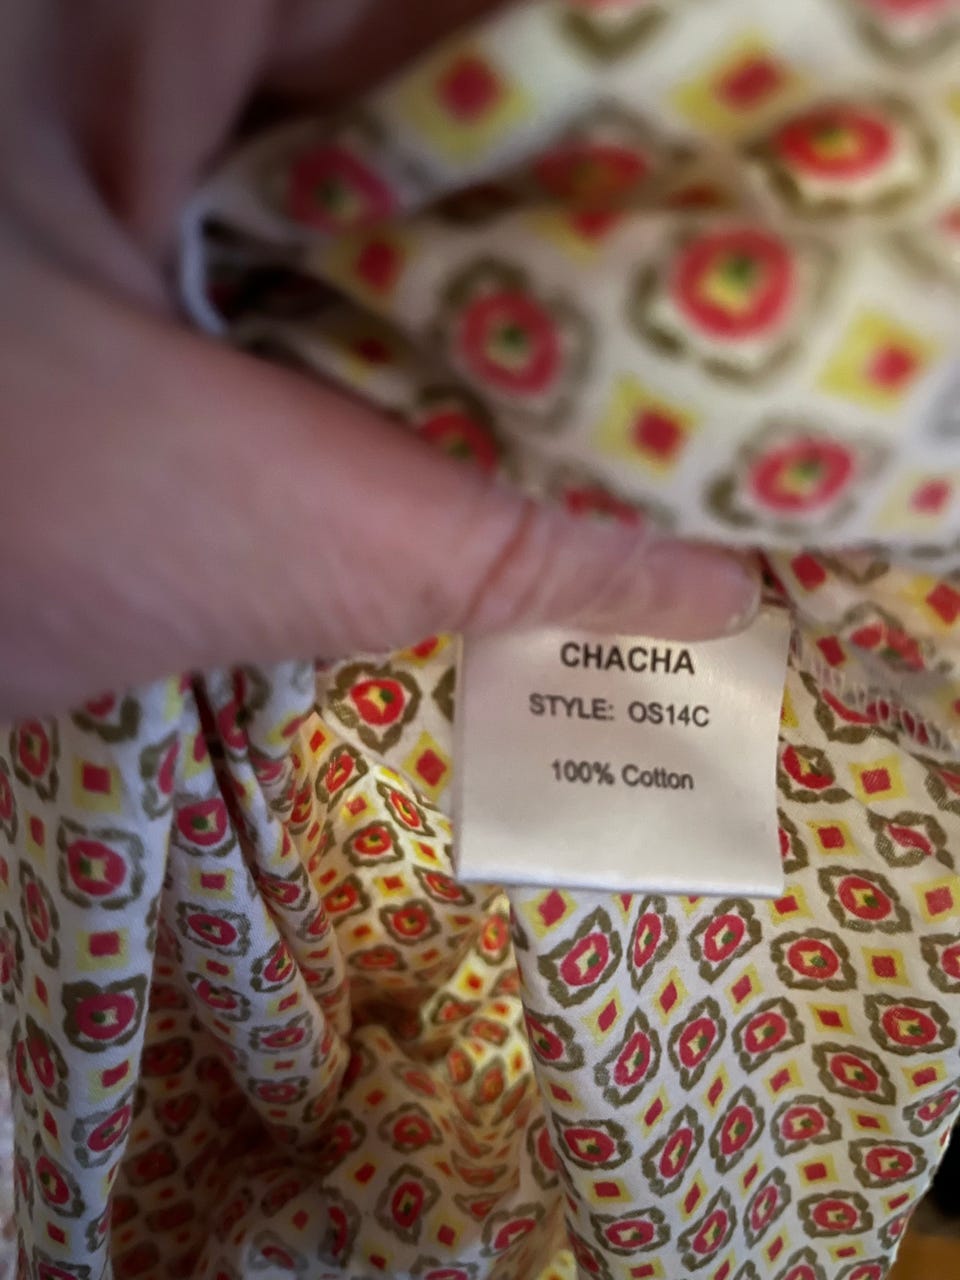 CHACHA
STYLE: OS14C
100% Cotton